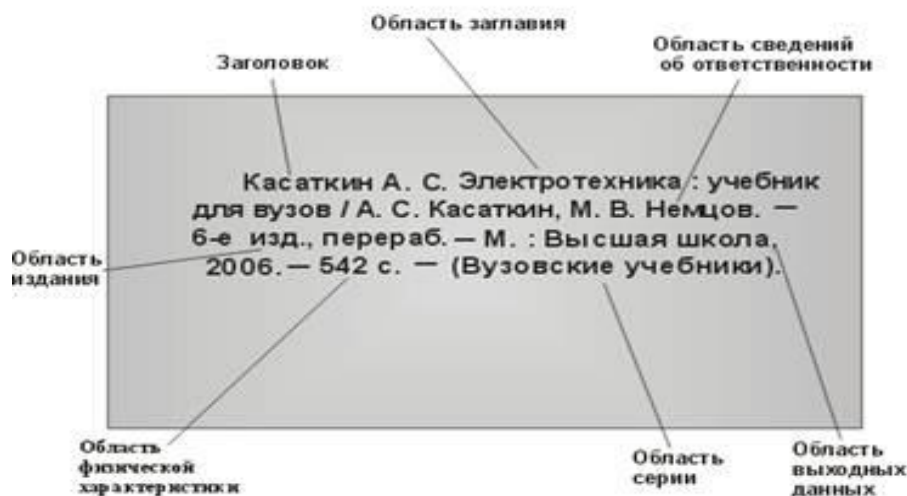 Область заглавия
Область сведений
об ответственности
Заголовок
Касаткин А. С. Электротехника : учебник
для вузов / А. С. Касаткин, М. В. Немцов. —
6-е изд., перераб. — М. : Высшая школа,
2006. — 542 с. — (Вузовские учебники).
Область
издания
Область
физической
характеристики
Область
серии
Область
выходных
данных